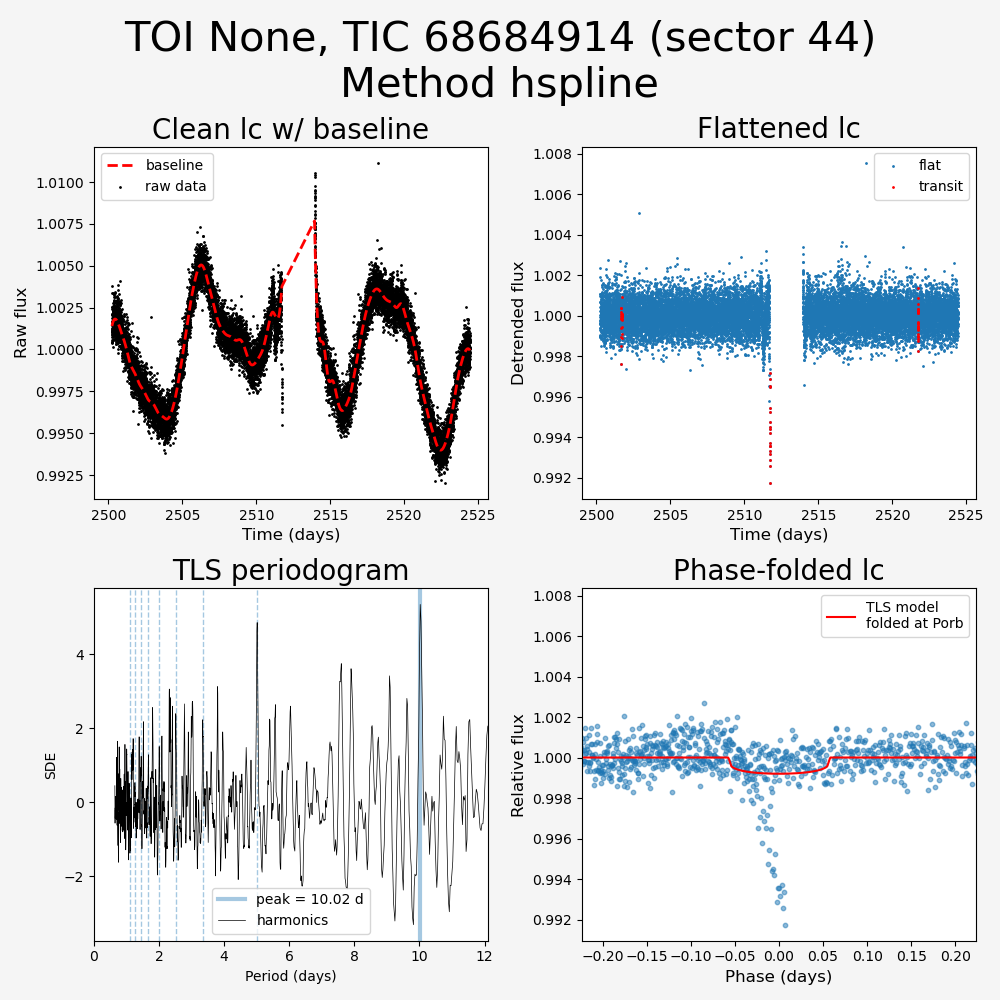 TOI None, TIC 68684914 (sector 44)
Method hspline
Clean lc w/ baseline
Flattened lc
baseline
raw data
flat
transit
Raw flux
1.0100
1.0075
1.0050
1.0025
1.0000
0.9975
0.9950
0.9925
2500
2505
2510
2515
2520
2525
Time (days)
Detrended flux
1.008
1.006
1.004
1.002
1.000
0.998
0.996
0.994
0.992
2500
2505
2510
2515
2520
2525
Time (days)
TLS periodogram
Phase-folded lc
SDE
4
2
0
−2
0
2
4
6
8
10
12
Period (days)
peak = 10.02 d
harmonics
TLS model
folded at Porb
Relative flux
1.008
1.006
1.004
1.002
1.000
0.998
0.996
0.994
0.992
−0.20
−0.15
−0.10
−0.05
0.00
0.05
0.10
0.15
0.20
Phase (days)